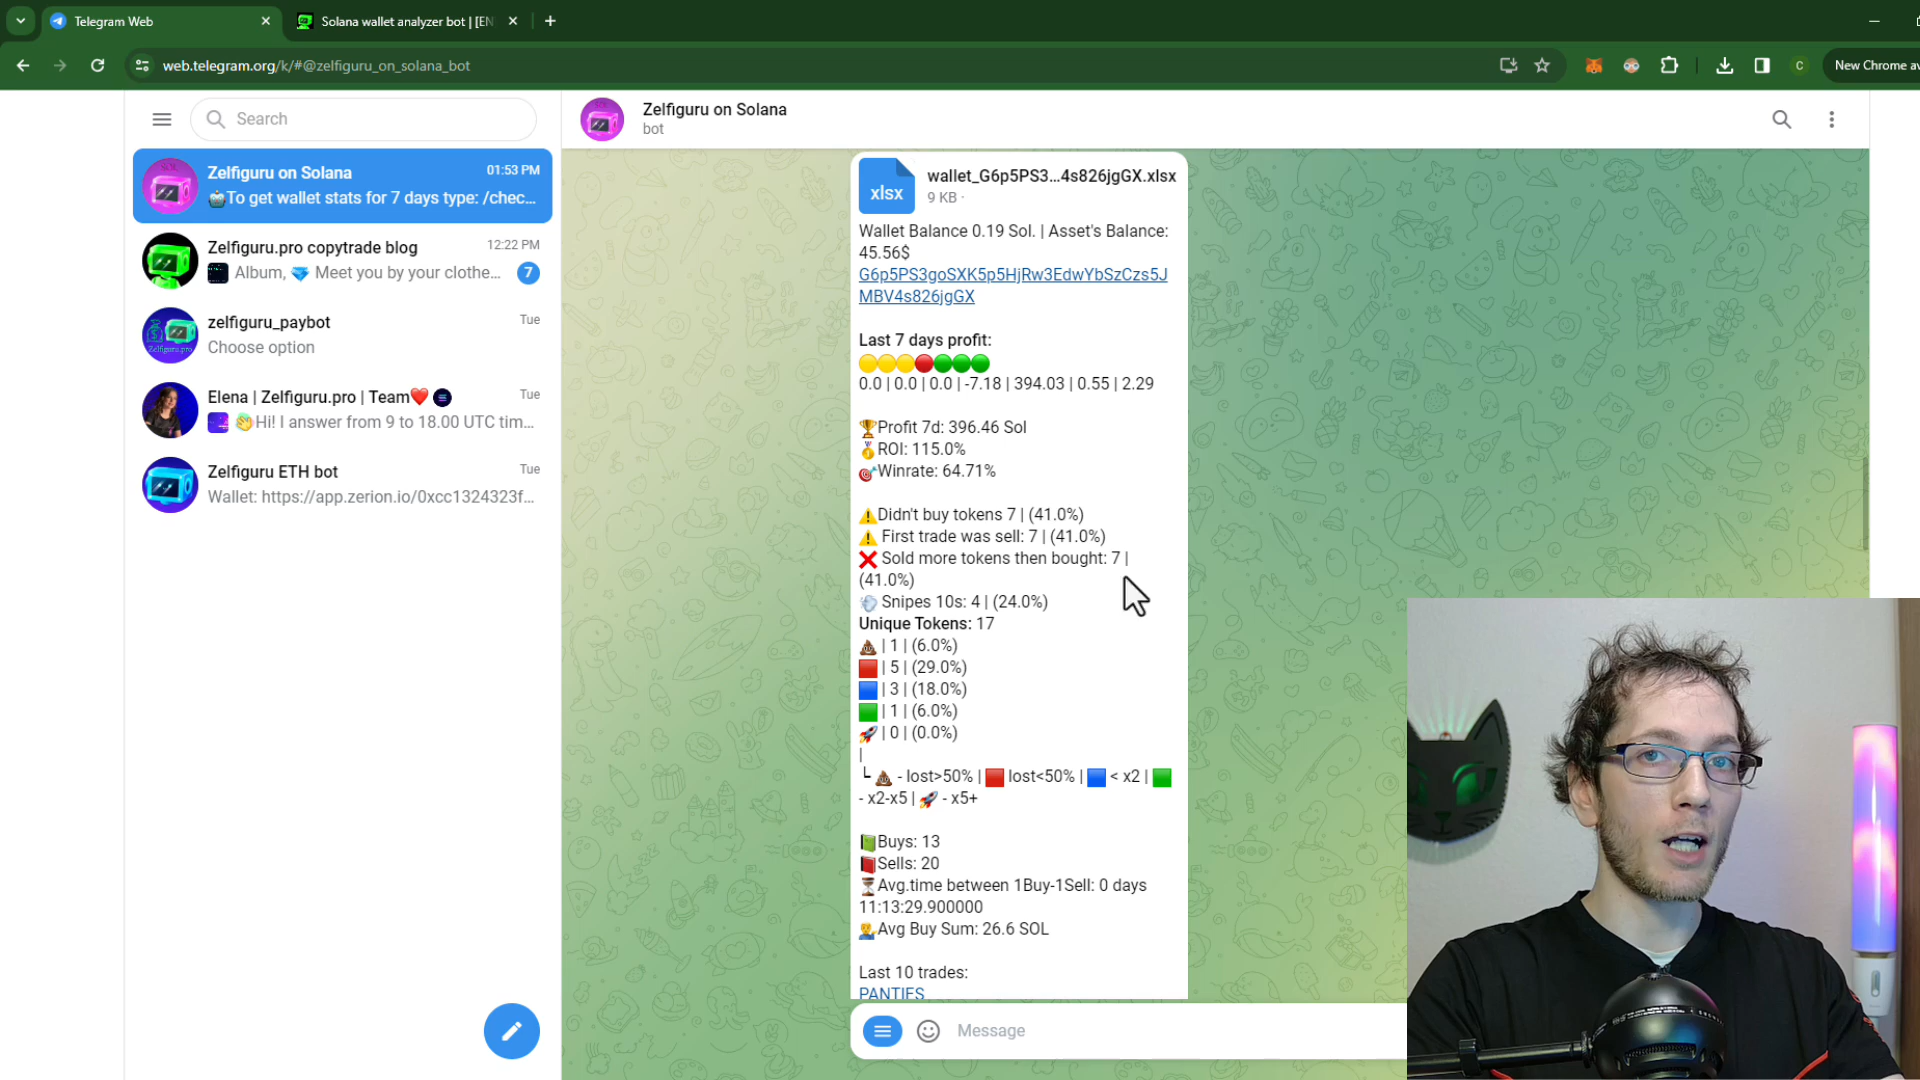 Telegram Web
Solana wallet analyzer bot | [EN
web.telegram.org/k/#@zelfiguru_on_solana_bot
C
New Chrome av
Search
Zelfiguru on Solana
01:53 PM
To get wallet stats for 7 days type: /chec...
Zelfiguru.pro copytrade blog
12:22 PM
Album, Meet you by your clothe...
7
zelfiguru_paybot
Tue
Choose option
Elena | Zelfiguru.pro | Team
Tue
Hi! I answer from 9 to 18.00 UTC tim...
Zelfiguru ETH bot
Tue
Wallet: https://app.zerion.io/0xcc1324323f...
Zelfiguru on Solana
bot
xlsx
wallet_G6p5PS3...4s826jgGX.xlsx
9 KB ·
Wallet Balance 0.19 Sol. | Asset's Balance:
45.56$
G6p5PS3goSXK5p5HjRw3EdwYbSzCzs5J
MBV4s826jgGX
Last 7 days profit:
0.0 | 0.0 | 0.0 | -7.18 | 394.03 | 0.55 | 2.29
Profit 7d: 396.46 Sol
ROI: 115.0%
Winrate: 64.71%
Didn't buy tokens 7 | (41.0%)
First trade was sell: 7 | (41.0%)
Sold more tokens then bought: 7 |
(41.0%)
Snipes 10s: 4 | (24.0%)
Unique Tokens: 17
| 1 | (6.0%)
| 5 | (29.0%)
| 3 | (18.0%)
| 1 | (6.0%)
| 0 | (0.0%)
|
└ - lost>50% | lost<50% | < x2 |
- x2-x5 | - x5+
Buys: 13
Sells: 20
Avg.time between 1Buy-1Sell: 0 days
11:13:29.900000
Avg Buy Sum: 26.6 SOL
Last 10 trades:
PANTIES
Message